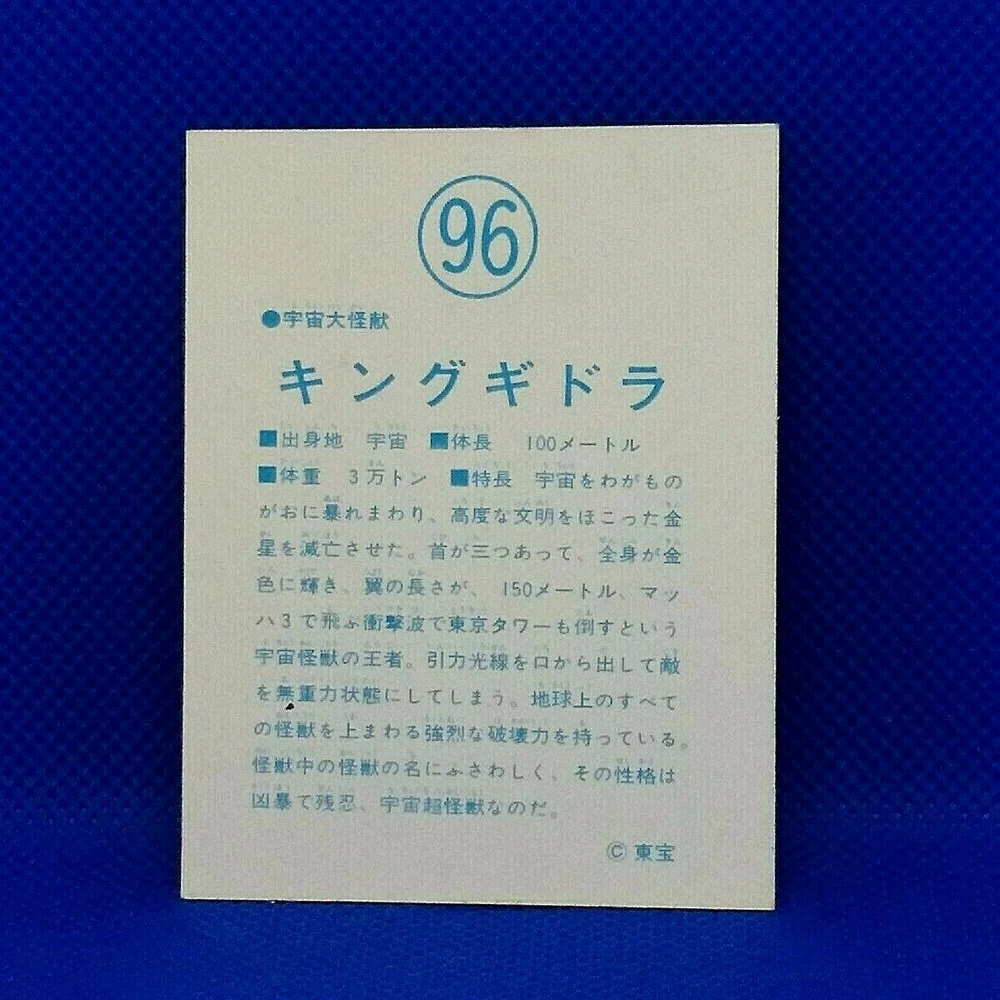 96
●宇宙大怪獣
キングギドラ
■出身地 宇宙 ■体長 100メートル
■体重 3万トン ■特長 宇宙をわがもの
がおに暴れまわり、高度な文明をほこった金
星を滅亡させた。首が三つあって、全身が金
色に輝き、翼の長さが、150メートル、マッ
ハ3で飛ぶ衝撃波で東京タワーも倒すという
宇宙怪獣の王者。引力光線を口から出して敵
を無重力状態にしてしまう。地球上のすべて
の怪獣を上まわる強烈な破壊力を持っている。
怪獣中の怪獣の名にふさわしく、その性格は
凶暴で残忍、宇宙超怪獣なのだ。
© 東宝